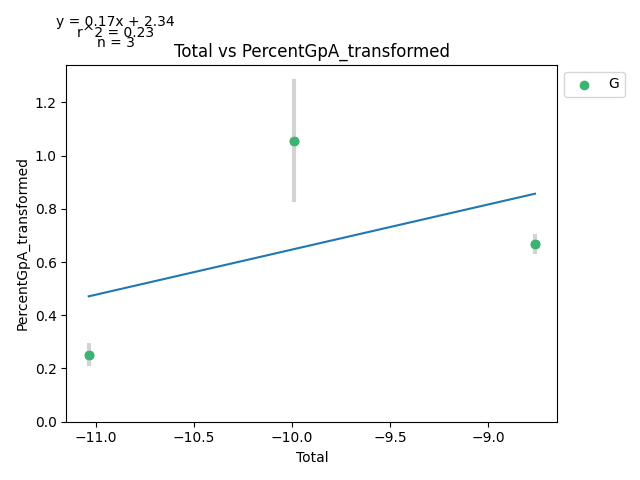 y = 0.17x + 2.34
r^2 = 0.23
n = 3
Total vs PercentGpA_transformed
G
PercentGpA_transformed
1.2
1.0
0.8
0.6
0.4
0.2
0.0
−11.0 −10.5 −10.0 −9.5 −9.0
Total